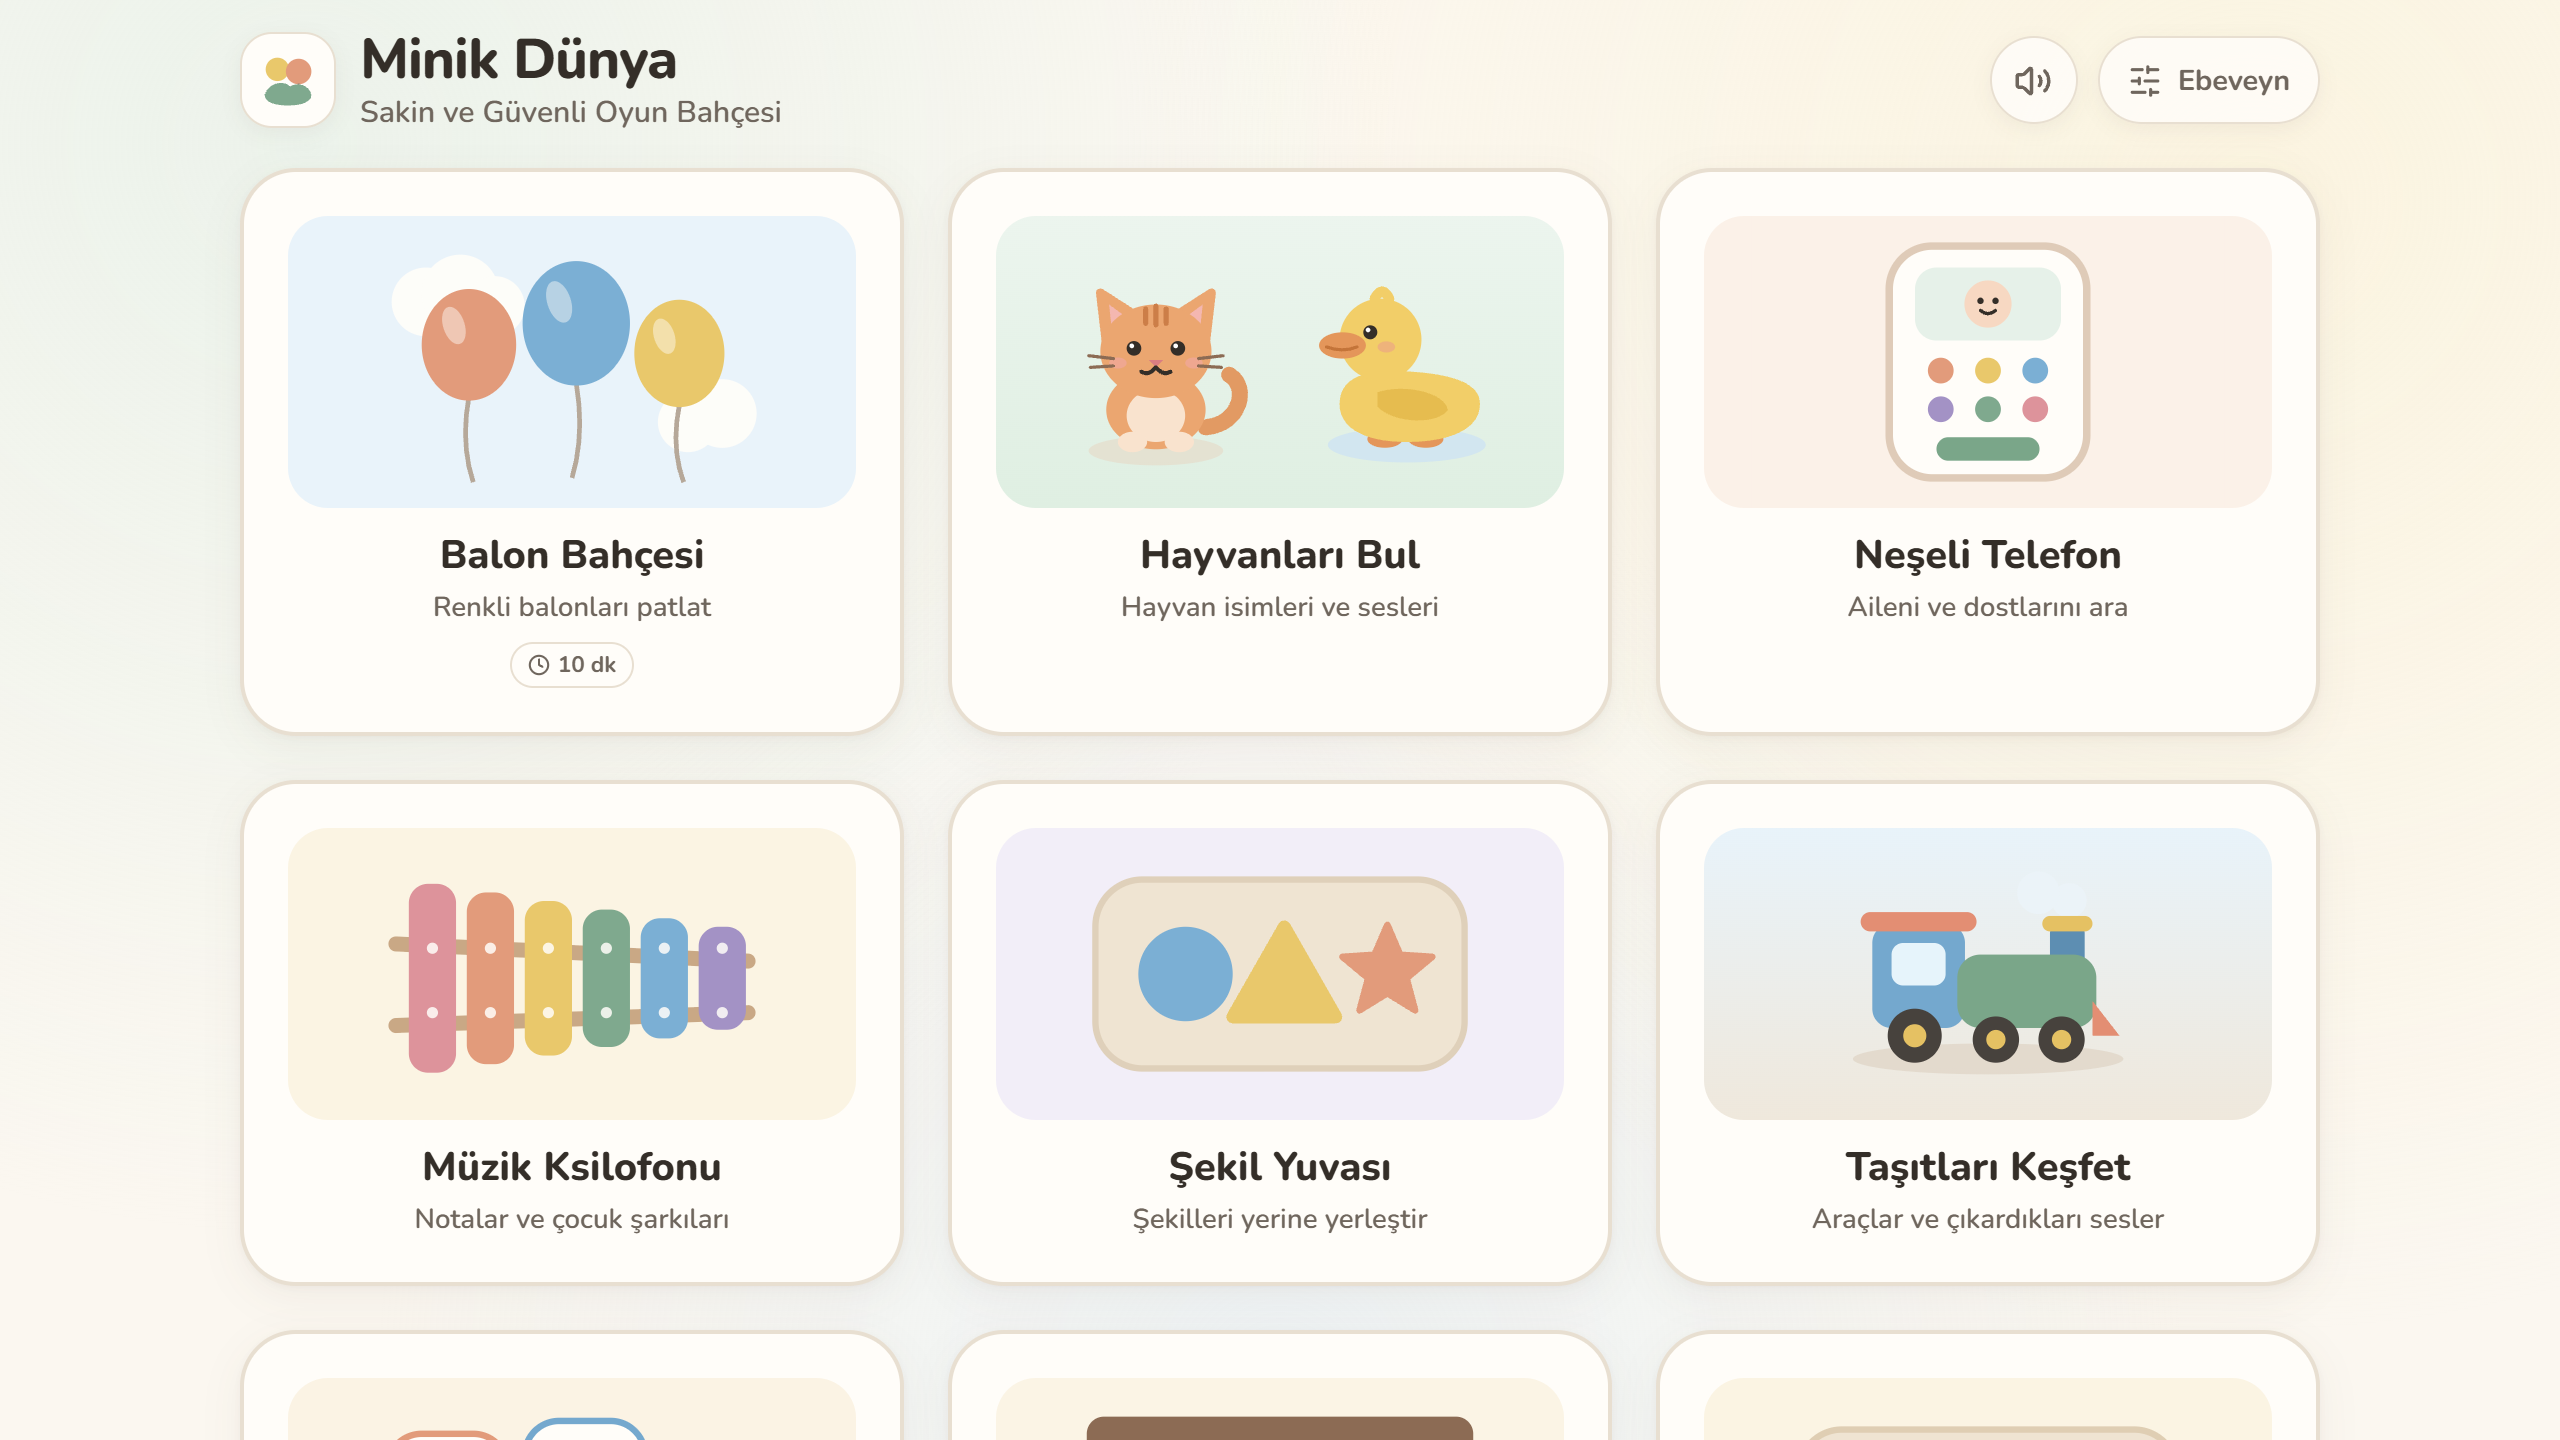 Minik Dünya
Sakin ve Güvenli Oyun Bahçesi
Ebeveyn
Balon Bahçesi
Renkli balonları patlat
10 dk
Hayvanları Bul
Hayvan isimleri ve sesleri
Neşeli Telefon
Aileni ve dostlarını ara
Müzik Ksilofonu
Notalar ve çocuk şarkıları
Şekil Yuvası
Şekilleri yerine yerleştir
Taşıtları Keşfet
Araçlar ve çıkardıkları sesler